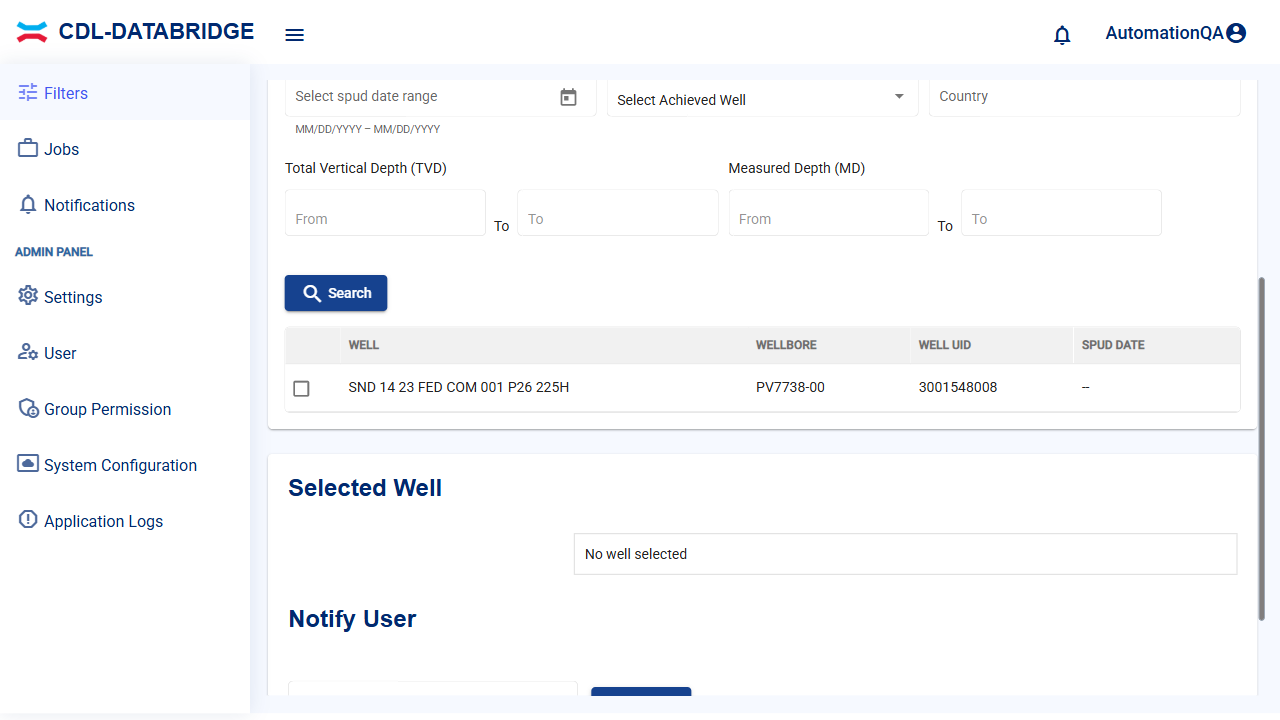 CDL-DATABRIDGE
AutomationQA
Filters
Jobs
Notifications
ADMIN PANEL
Settings
User
Group Permission
System Configuration
Application Logs
Select spud date range
Select Achieved Well
Country
MM/DD/YYYY – MM/DD/YYYY
Total Vertical Depth (TVD)
Measured Depth (MD)
From To To From To To
Search
WELL WELLBORE WELL UID SPUD DATE
SND 14 23 FED COM 001 P26 225H PV7738-00 3001548008 --
Selected Well
No well selected
Notify User